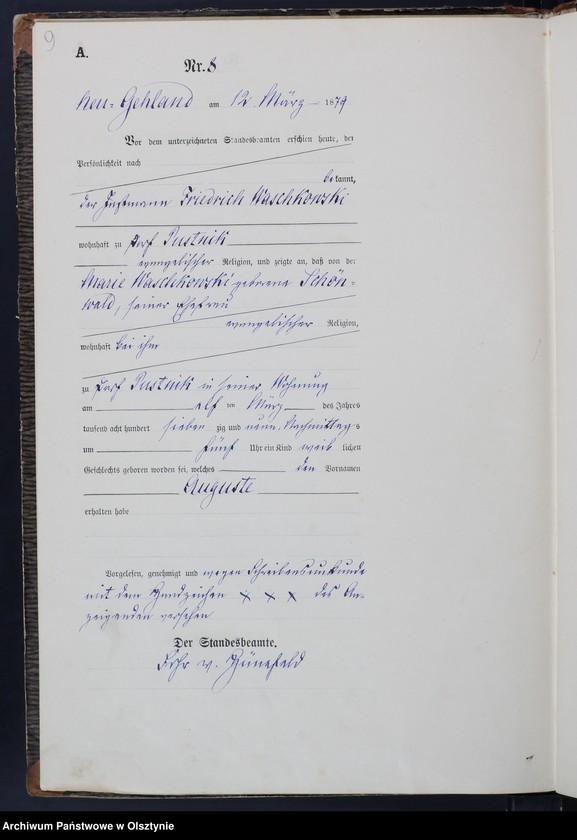 9
A.
Nr. 8
Neu-Gehland am 12 März 1879
Vor dem unterzeichneten Standesbeamten erschien heute, der
Persönlichkeit nach
bekannt,
der Instmann Friedrich Waschkowski
wohnhaft zu Dorf Pustnik
evangelischer Religion, und zeigte an, daß von der
Marie Waschkowski geborene Schön-
wald, seiner Ehefrau
evangelischer Religion,
wohnhaft bei ihm
zu Dorf Pustnik in seiner Wohnung
am elf ten März des Jahres
tausend acht hundert sieben zig und neun, Nachmittags
um fünf Uhr ein Kind weib lichen
Geschlechts geboren worden sei, welches den Vornamen
Auguste
erhalten habe
Vorgelesen, genehmigt und wegen Schreibensunkunde
mit dem Handzeichen x x x des An-
zeigenden versehen
Der Standesbeamte.
v.
Archiwum Państwowe w Olsztynie